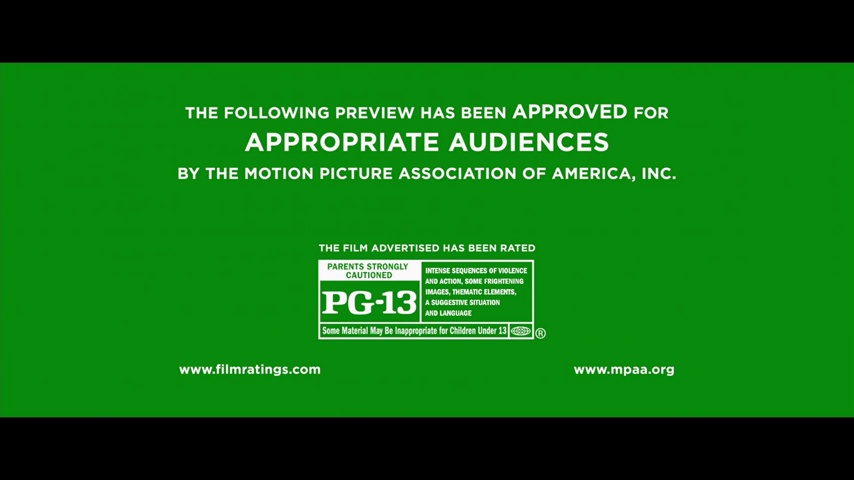 THE FOLLOWING PREVIEW HAS BEEN APPROVED FOR
APPROPRIATE AUDIENCES
BY THE MOTION PICTURE ASSOCIATION OF AMERICA, INC.
THE FILM ADVERTISED HAS BEEN RATED
PARENTS STRONGLY
CAUTIONED
PG-13
INTENSE SEQUENCES OF VIOLENCE
AND ACTION, SOME FRIGHTENING
IMAGES, THEMATIC ELEMENTS,
A SUGGESTIVE SITUATION
AND LANGUAGE
Some Material May Be Inappropriate for Children Under 13
®
www.filmratings.com
www.mpaa.org